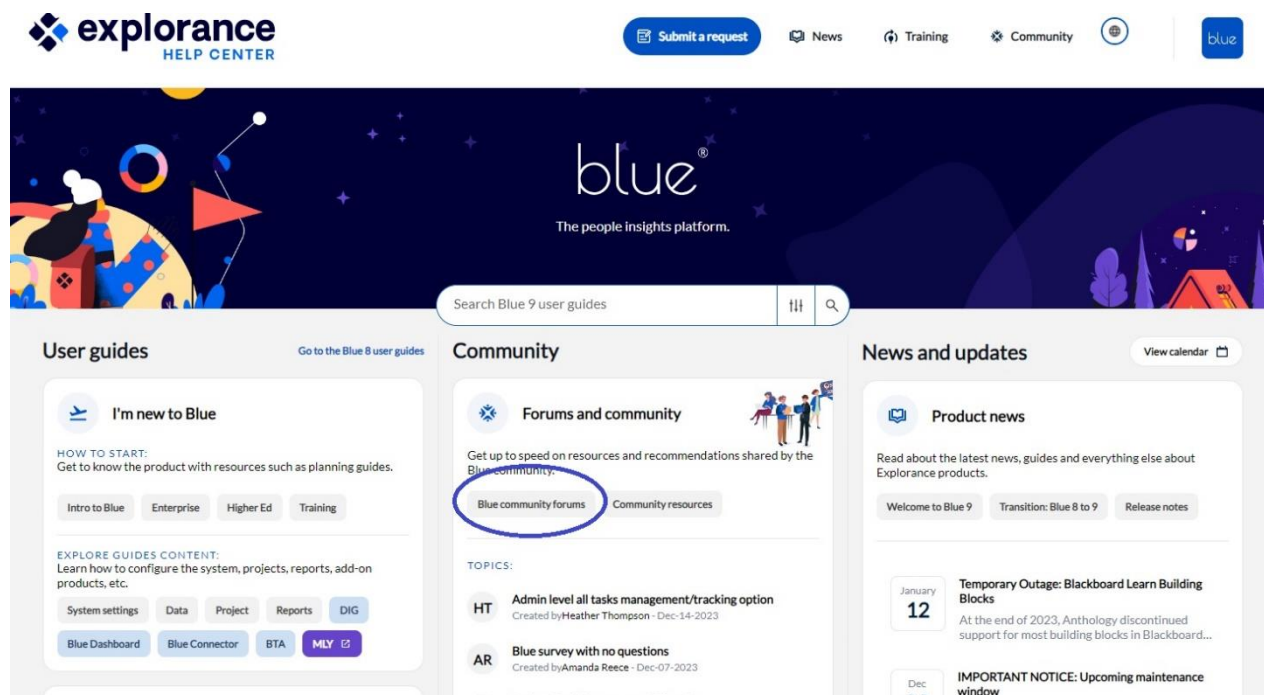 explorance
HELP CENTER
Submit a request
News
Training
Community
blue
blue®
The people insights platform.
Search Blue 9 user guides
User guides
Go to the Blue 8 user guides
I'm new to Blue
HOW TO START:
Get to know the product with resources such as planning guides.
Intro to Blue
Enterprise
Higher Ed
Training
EXPLORE GUIDES CONTENT:
Learn how to configure the system, projects, reports, add-on
products, etc.
System settings
Data
Project
Reports
DIG
Blue Dashboard
Blue Connector
BTA
MLY
Community
Forums and community
Get up to speed on resources and recommendations shared by the
Blue community.
Blue community forums
Community resources
TOPICS:
HT
Admin level all tasks management/tracking option
Created byHeather Thompson - Dec-14-2023
AR
Blue survey with no questions
Created byAmanda Reece - Dec-07-2023
News and updates
View calendar
Product news
Read about the latest news, guides and everything else about
Explorance products.
Welcome to Blue 9
Transition: Blue 8 to 9
Release notes
January
12
Temporary Outage: Blackboard Learn Building
Blocks
At the end of 2023, Anthology discontinued
support for most building blocks in Blackboard...
Dec
IMPORTANT NOTICE: Upcoming maintenance
window